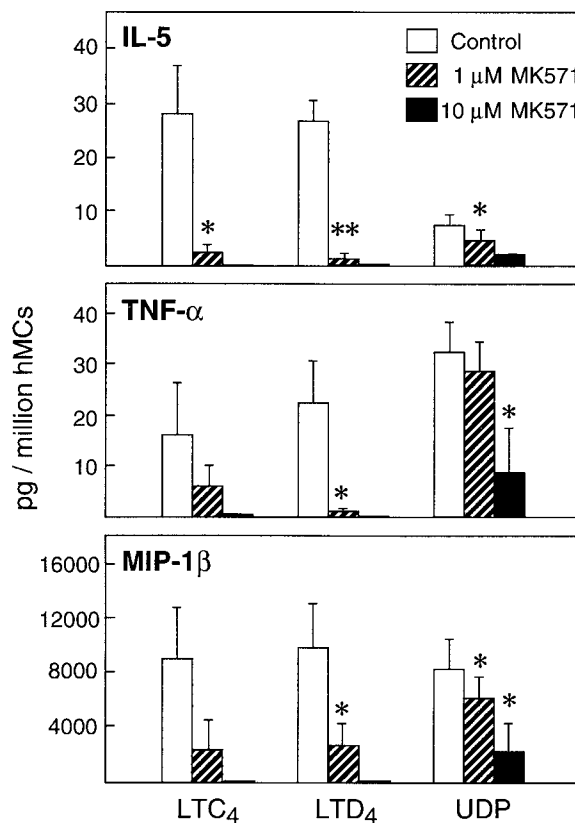 IL-5
Control
1 µM MK571
10 µM MK571
40
30
20
10
*
**
*
TNF-α
40
30
20
10
*
*
pg / million hMCs
MIP-1β
16000
12000
8000
4000
*
*
*
LTC4
LTD4
UDP